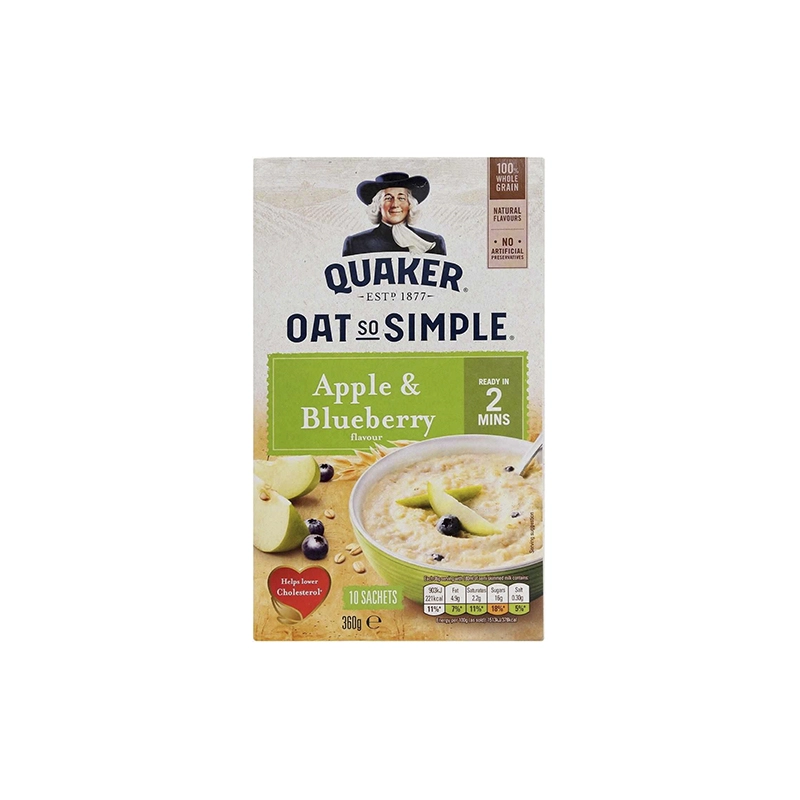 100%
WHOLE
GRAIN
NATURAL
FLAVOURS
• NO •
ARTIFICIAL
PRESERVATIVES
QUAKER®
-ESTD 1877-
OAT SO SIMPLE®
Apple &
Blueberry
flavour
READY IN
2
MINS
Serving suggestion
Helps lower
Cholesterol*
10 SACHETS
360g e
903kJ Fat Saturates Sugars Salt
221kcal 4.9g 2.2g 16g 0.30g
11%* 7%* 11%* 18%* 5%*